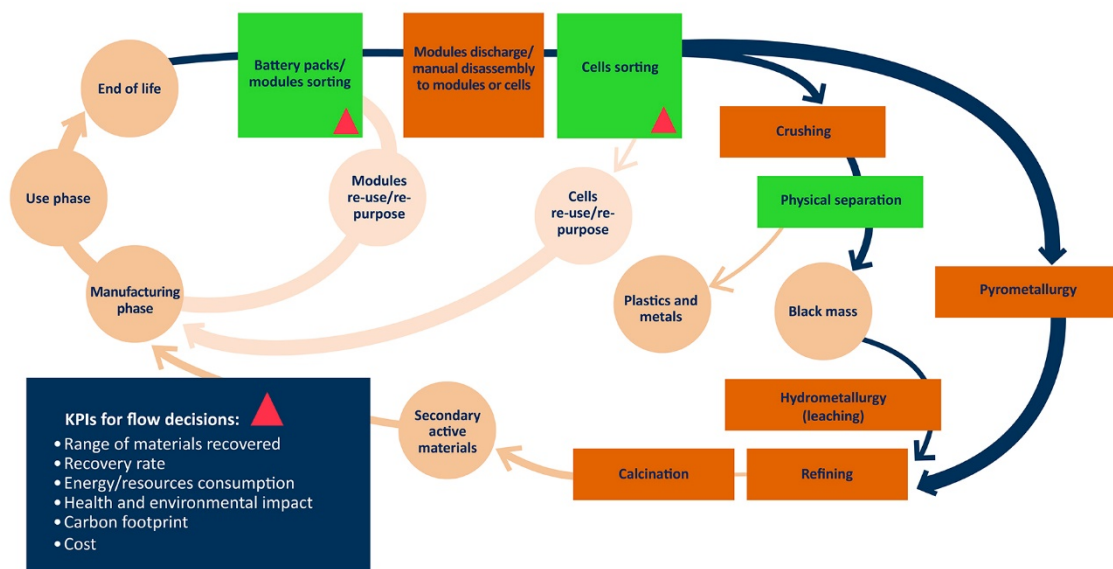 Battery packs/
modules sorting
Modules discharge/
manual disassembly
to modules or cells
Cells sorting
End of life
Crushing
Use phase
Modules
re-use/re-
purpose
Cells
re-use/re-
purpose
Physical separation
Manufacturing
phase
Plastics and
metals
Black mass
Pyrometallurgy
KPIs for flow decisions:
• Range of materials recovered
• Recovery rate
• Energy/resources consumption
• Health and environmental impact
• Carbon footprint
• Cost
Secondary
active
materials
Hydrometallurgy
(leaching)
Calcination
Refining